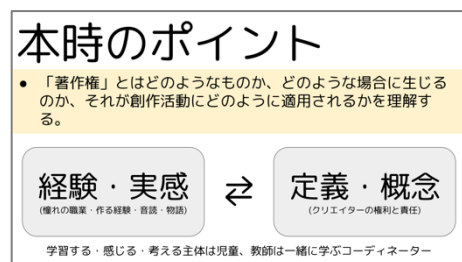 本時のポイント
● 「著作権」とはどのようなものか、どのような場合に生じる
のか、それが創作活動にどのように適用されるかを理解す
る。
経験・実感 ⇄ 定義・概念
(憧れの職業・作る経験・音読・物語) (クリエイターの権利と責任)
学習する・感じる・考える主体は児童、教師は一緒に学ぶコーディネーター